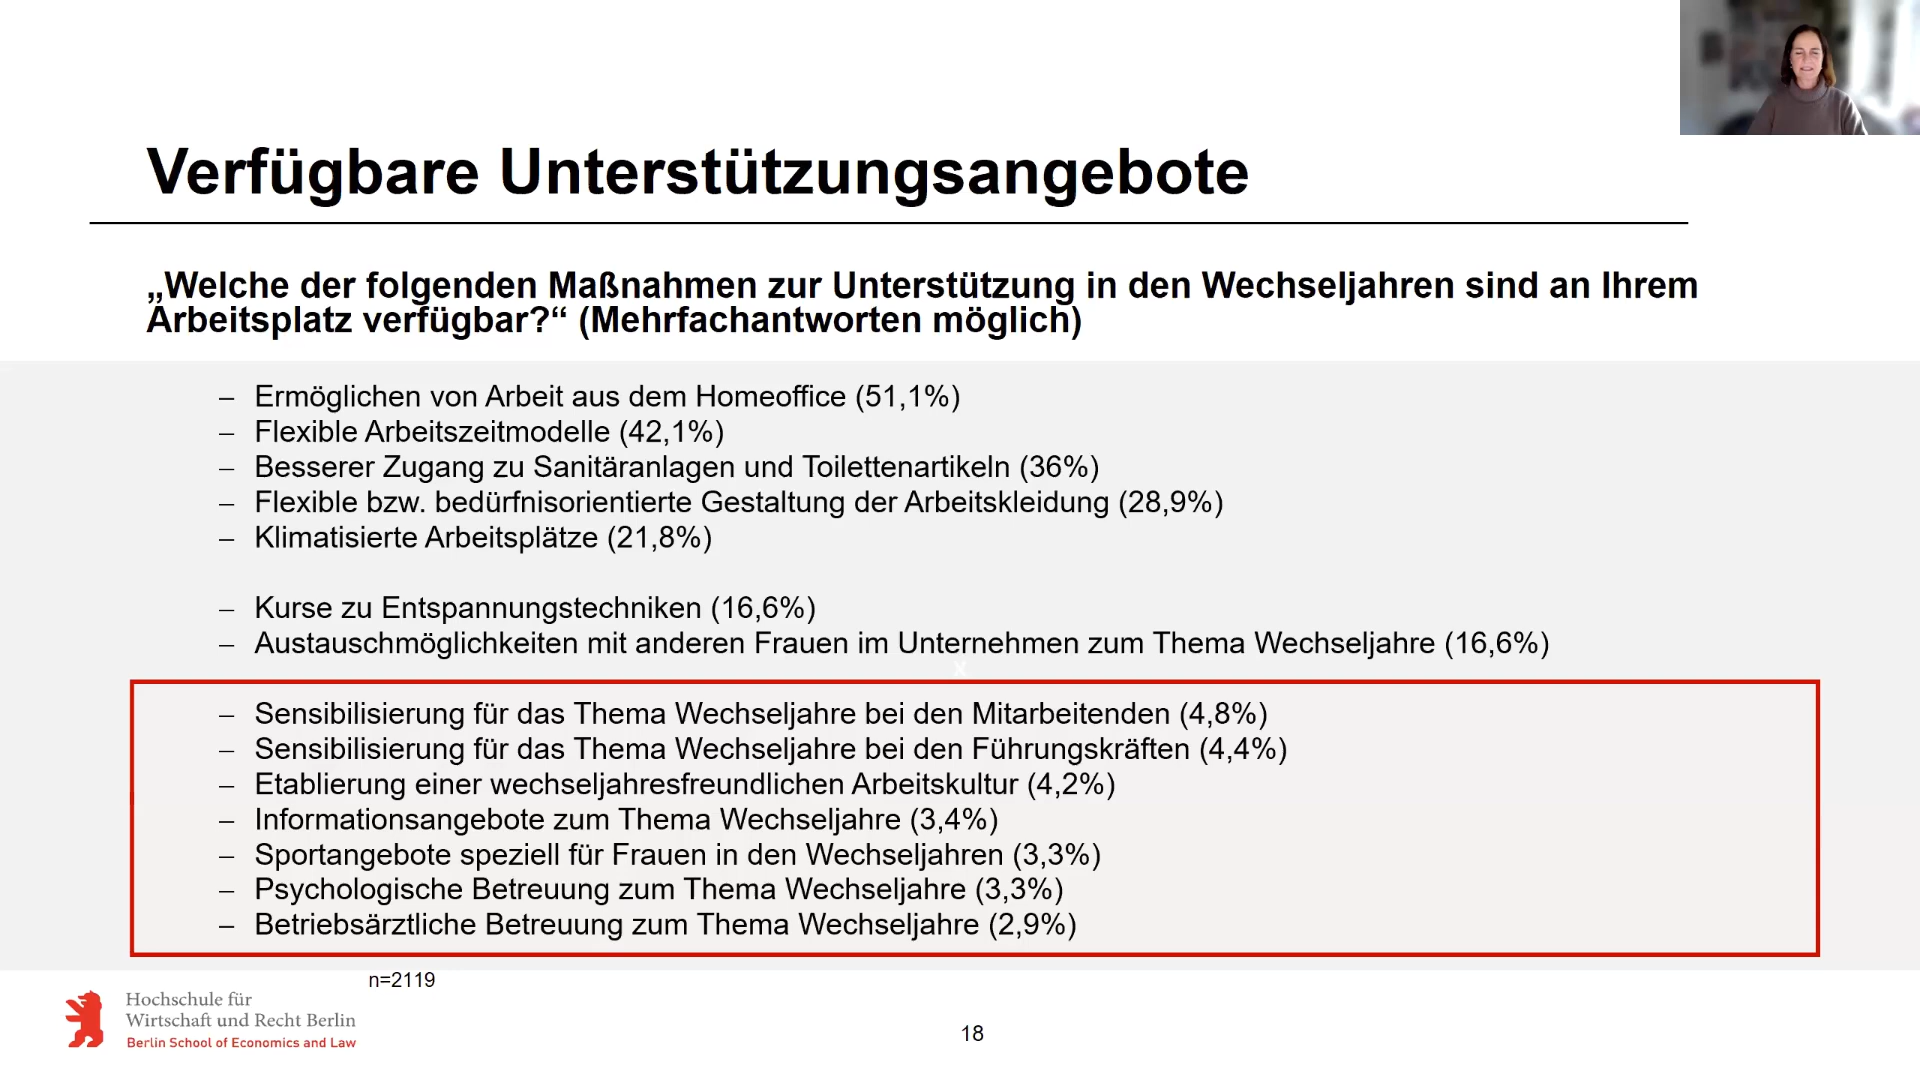 Verfügbare Unterstützungsangebote
„Welche der folgenden Maßnahmen zur Unterstützung in den Wechseljahren sind an Ihrem
Arbeitsplatz verfügbar?“ (Mehrfachantworten möglich)
– Ermöglichen von Arbeit aus dem Homeoffice (51,1%)
– Flexible Arbeitszeitmodelle (42,1%)
– Besserer Zugang zu Sanitäranlagen und Toilettenartikeln (36%)
– Flexible bzw. bedürfnisorientierte Gestaltung der Arbeitskleidung (28,9%)
– Klimatisierte Arbeitsplätze (21,8%)
– Kurse zu Entspannungstechniken (16,6%)
– Austauschmöglichkeiten mit anderen Frauen im Unternehmen zum Thema Wechseljahre (16,6%)
– Sensibilisierung für das Thema Wechseljahre bei den Mitarbeitenden (4,8%)
– Sensibilisierung für das Thema Wechseljahre bei den Führungskräften (4,4%)
– Etablierung einer wechseljahresfreundlichen Arbeitskultur (4,2%)
– Informationsangebote zum Thema Wechseljahre (3,4%)
– Sportangebote speziell für Frauen in den Wechseljahren (3,3%)
– Psychologische Betreuung zum Thema Wechseljahre (3,3%)
– Betriebsärztliche Betreuung zum Thema Wechseljahre (2,9%)
n=2119
Hochschule für
Wirtschaft und Recht Berlin
Berlin School of Economics and Law
18